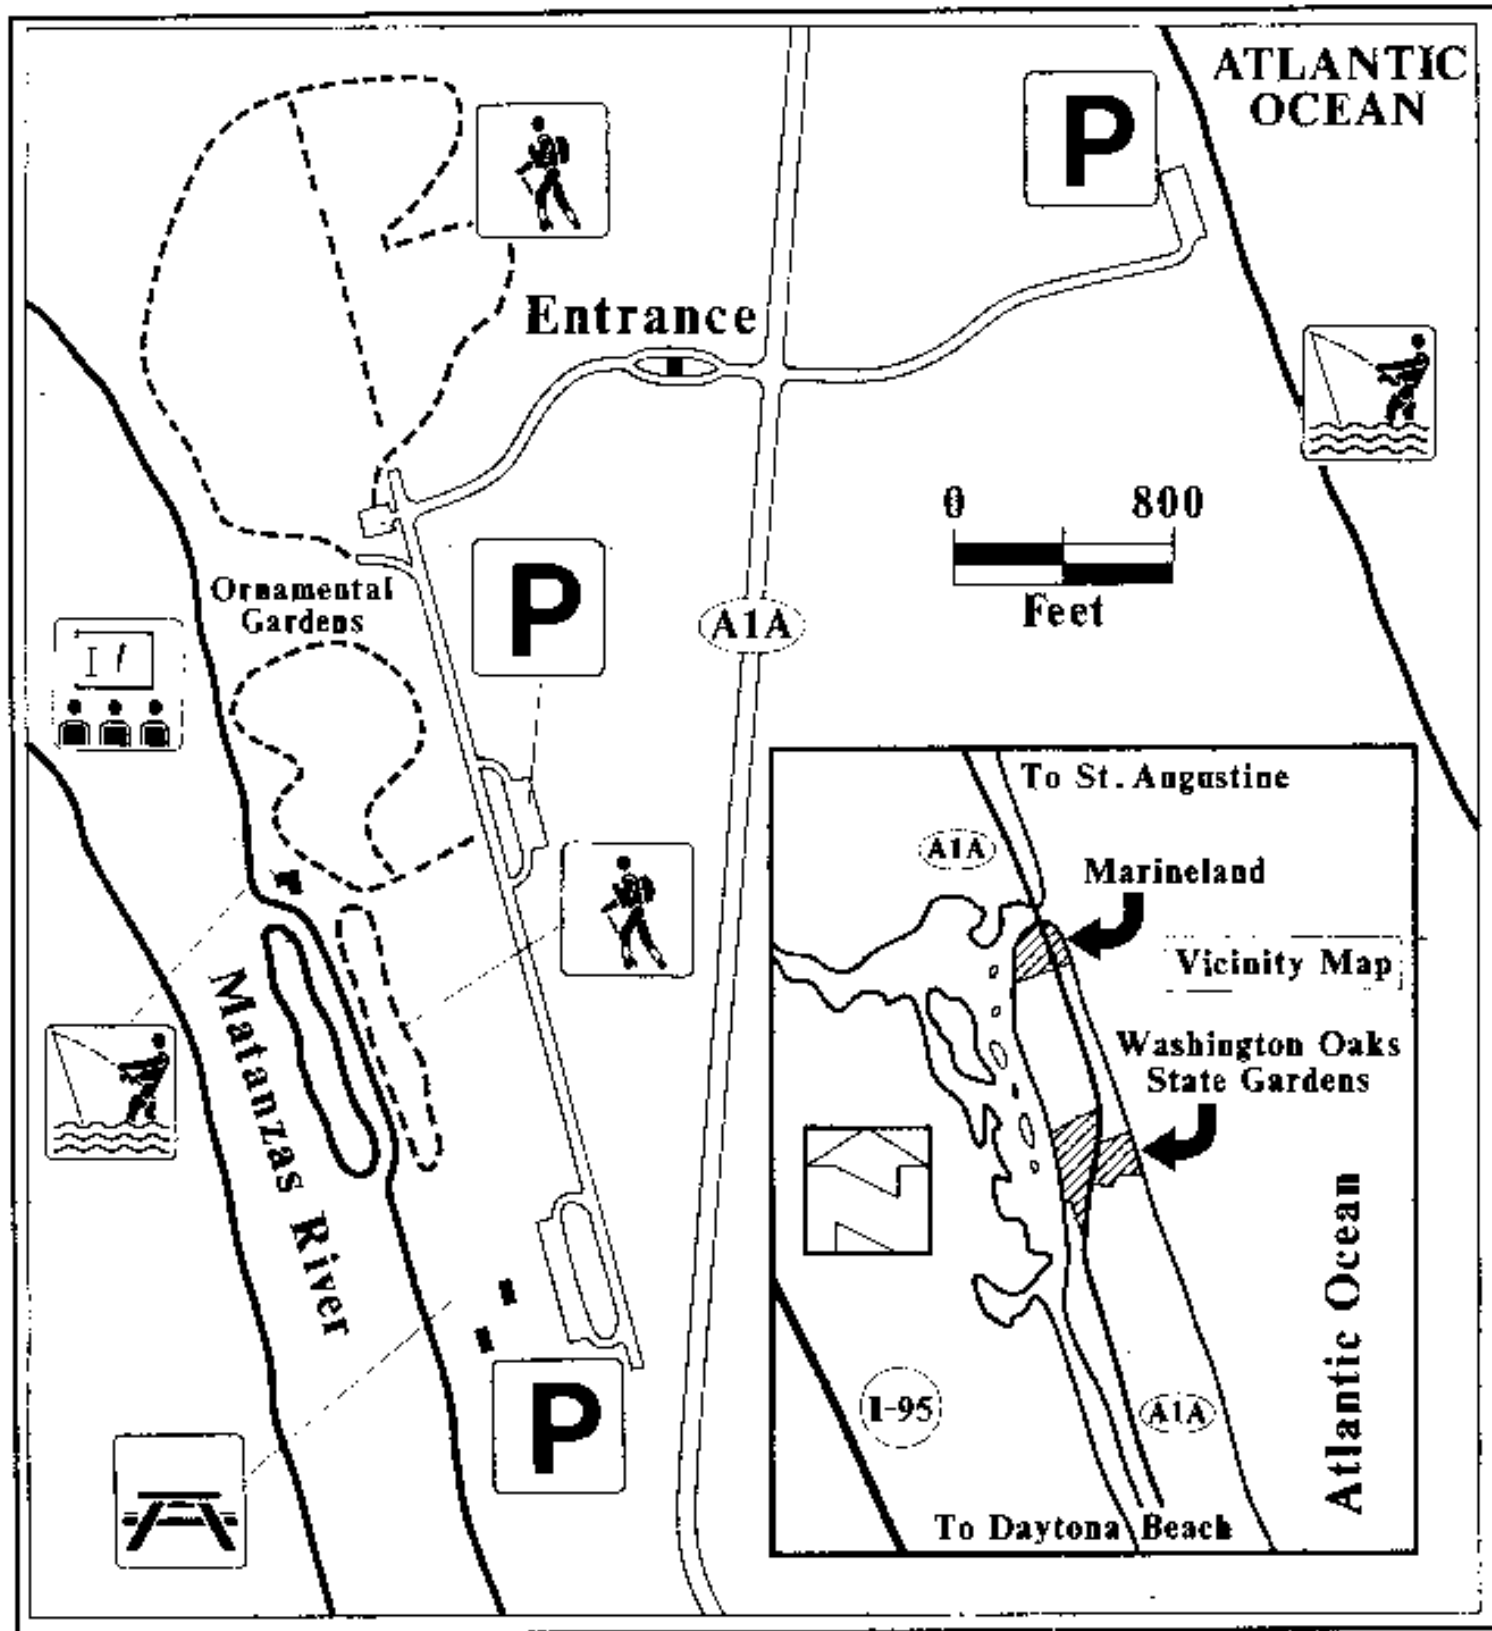 ATLANTIC
OCEAN
P
Entrance
0 800
Feet
P
Ornamental
Gardens
A1A
To St. Augustine
A1A
Marineland
Vicinity Map
Washington Oaks
State Gardens
Matanzas River
N
Atlantic Ocean
I-95
A1A
P
To Daytona Beach